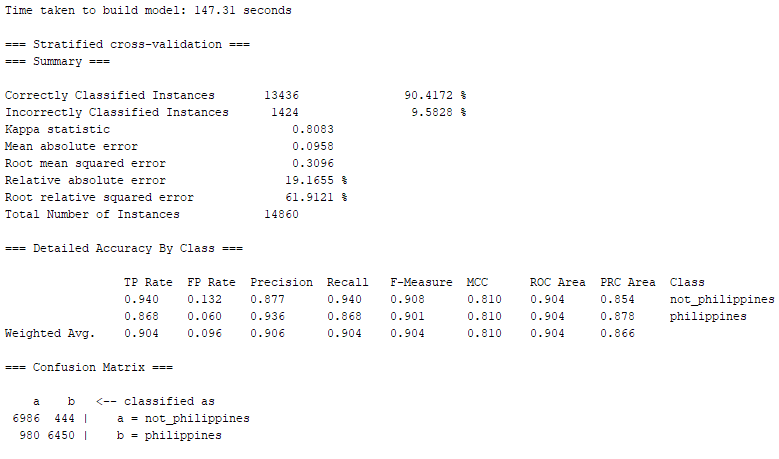 Time taken to build model: 147.31 seconds
=== Stratified cross-validation ===
=== Summary ===
Correctly Classified Instances 13436 90.4172 %
Incorrectly Classified Instances 1424 9.5828 %
Kappa statistic 0.8083
Mean absolute error 0.0958
Root mean squared error 0.3096
Relative absolute error 19.1655 %
Root relative squared error 61.9121 %
Total Number of Instances 14860
=== Detailed Accuracy By Class ===
TP Rate FP Rate Precision Recall F-Measure MCC ROC Area PRC Area Class
0.940 0.132 0.877 0.940 0.908 0.810 0.904 0.854 not_philippines
0.868 0.060 0.936 0.868 0.901 0.810 0.904 0.878 philippines
Weighted Avg. 0.904 0.096 0.906 0.904 0.904 0.810 0.904 0.866
=== Confusion Matrix ===
a b <-- classified as
6986 444 | a = not_philippines
980 6450 | b = philippines